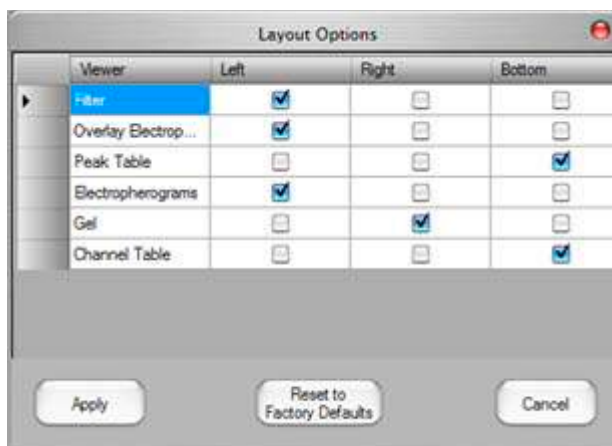 Layout Options
Viewer Left Right Bottom
Filter
Overlay Electrop...
Peak Table
Electropherograms
Gel
Channel Table
Apply
Reset to
Factory Defaults
Cancel